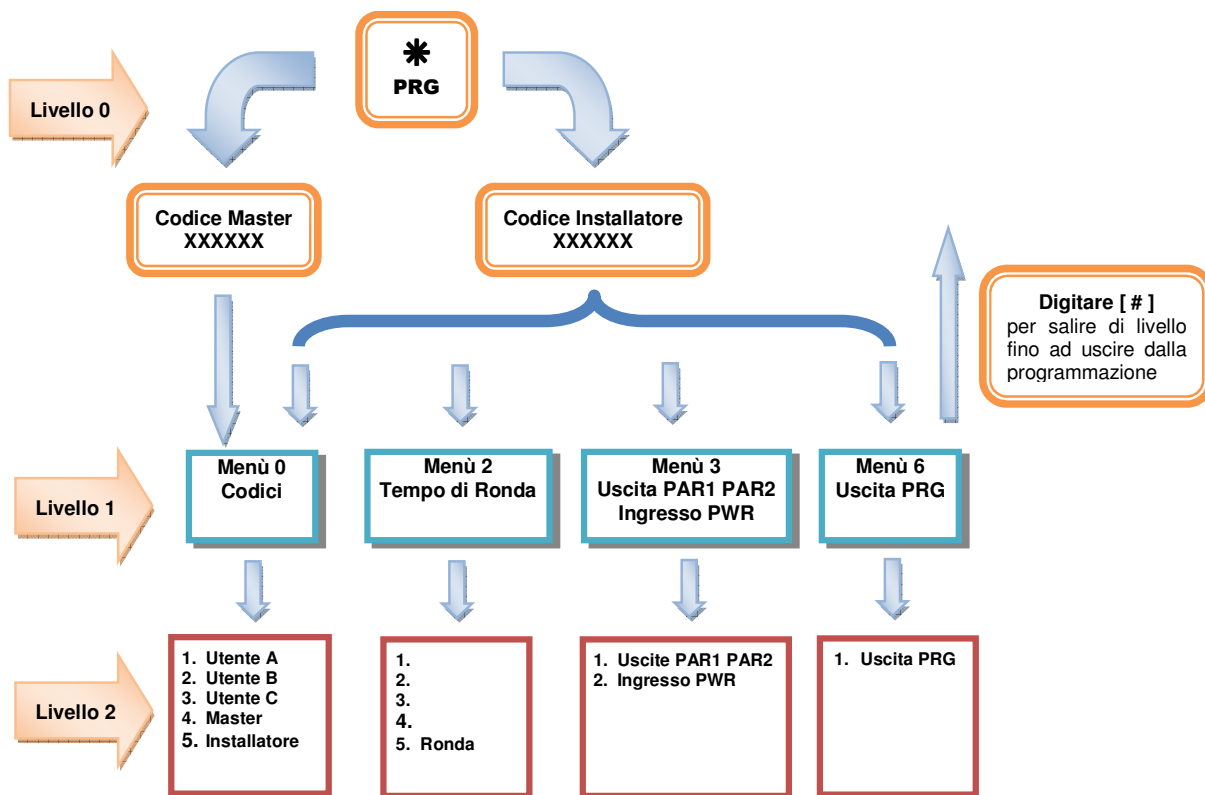 ✱
PRG
Livello 0
Codice Master
XXXXXX
Codice Installatore
XXXXXX
Digitare [ # ]
per salire di livello
fino ad uscire dalla
programmazione
Livello 1
Menù 0
Codici
Menù 2
Tempo di Ronda
Menù 3
Uscita PAR1 PAR2
Ingresso PWR
Menù 6
Uscita PRG
Livello 2
1. Utente A
2. Utente B
3. Utente C
4. Master
5. Installatore
1.
2.
3.
4.
5. Ronda
1. Uscite PAR1 PAR2
2. Ingresso PWR
1. Uscita PRG